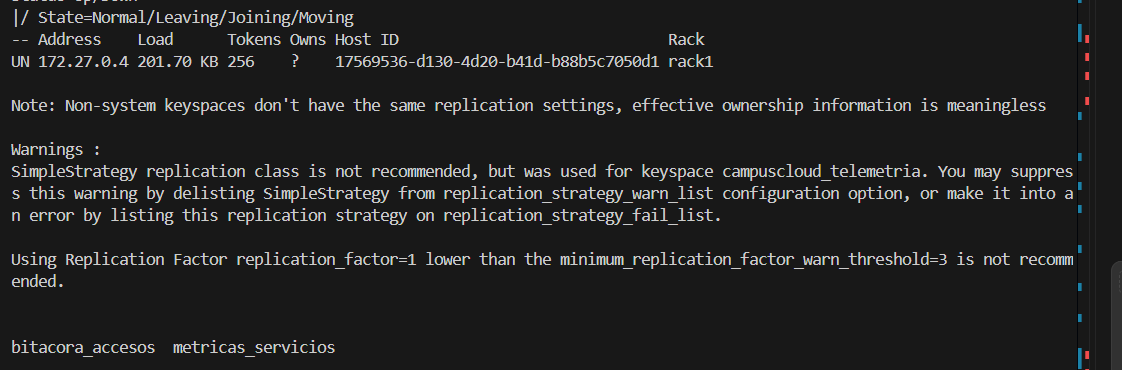 |/ State=Normal/Leaving/Joining/Moving
-- Address    Load      Tokens Owns Host ID                              Rack
UN 172.27.0.4 201.70 KB 256    ?    17569536-d130-4d20-b41d-b88b5c7050d1 rack1
Note: Non-system keyspaces don't have the same replication settings, effective ownership information is meaningless
Warnings :
SimpleStrategy replication class is not recommended, but was used for keyspace campuscloud_telemetria. You may suppres
s this warning by delisting SimpleStrategy from replication_strategy_warn_list configuration option, or make it into a
n error by listing this replication strategy on replication_strategy_fail_list.
Using Replication Factor replication_factor=1 lower than the minimum_replication_factor_warn_threshold=3 is not recomm
ended.
bitacora_accesos  metricas_servicios